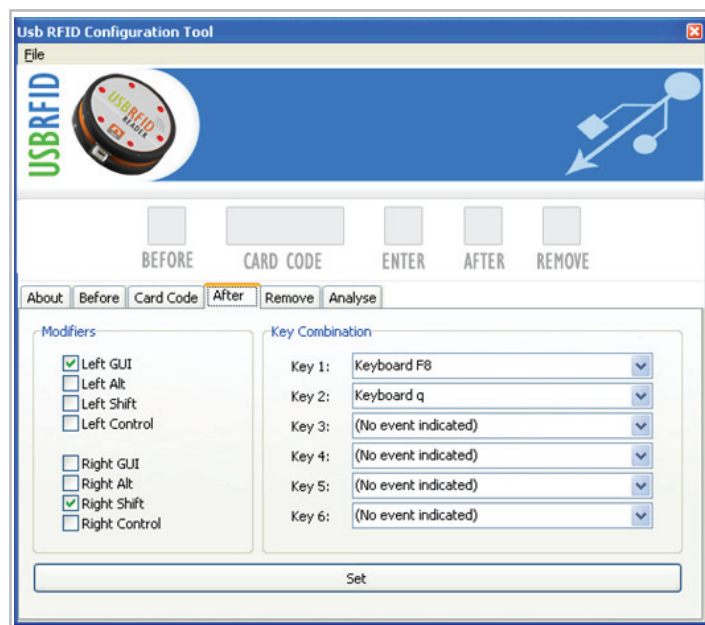 Usb RFID Configuration Tool
File
USBRFID
USBRFID
READER
BEFORE CARD CODE ENTER AFTER REMOVE
About Before Card Code After Remove Analyse
Modifiers
Left GUI
Left Alt
Left Shift
Left Control
Right GUI
Right Alt
Right Shift
Right Control
Key Combination
Key 1: Keyboard F8
Key 2: Keyboard q
Key 3: (No event indicated)
Key 4: (No event indicated)
Key 5: (No event indicated)
Key 6: (No event indicated)
Set